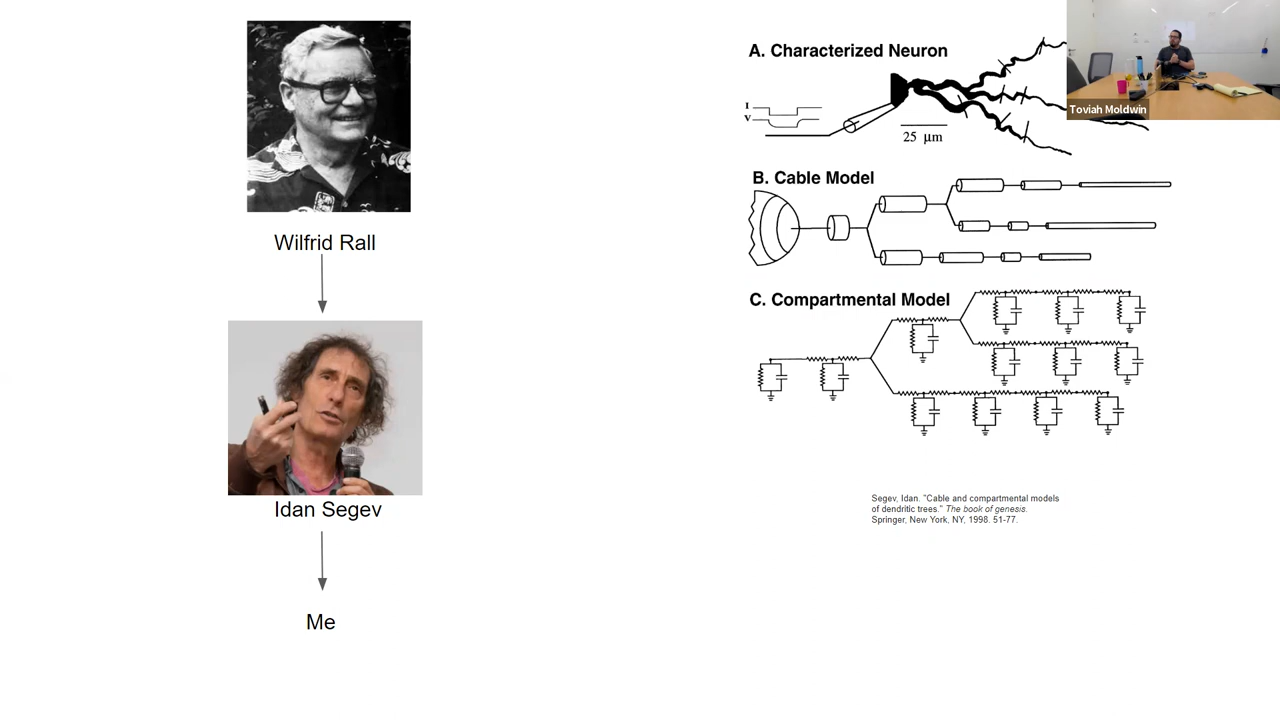 Wilfrid Rall
Idan Segev
Me
A. Characterized Neuron
I
V
25 μm
B. Cable Model
C. Compartmental Model
Segev, Idan. "Cable and compartmental models
of dendritic trees." The book of genesis.
Springer, New York, NY, 1998. 51-77.
Toviah Moldwin